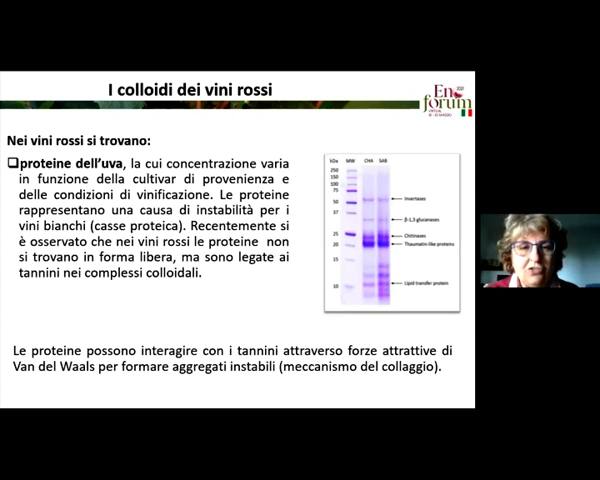 I colloidi dei vini rossi
En
forum
2021
VIRTUAL
Nei vini rossi si trovano:
❑proteine dell’uva, la cui concentrazione varia
in funzione della cultivar di provenienza e
delle condizioni di vinificazione. Le proteine
rappresentano una causa di instabilità per i
vini bianchi (casse proteica). Recentemente si
è osservato che nei vini rossi le proteine non
si trovano in forma libera, ma sono legate ai
tannini nei complessi colloidali.
kDa MW CHA SAB
250
150
100
75
50
37
25
20
15
10
Invertases
β-1,3 glucanases
Chitinases
Thaumatin-like proteins
Lipid transfer protein
Le proteine possono interagire con i tannini attraverso forze attrattive di
Van del Waals per formare aggregati instabili (meccanismo del collaggio).